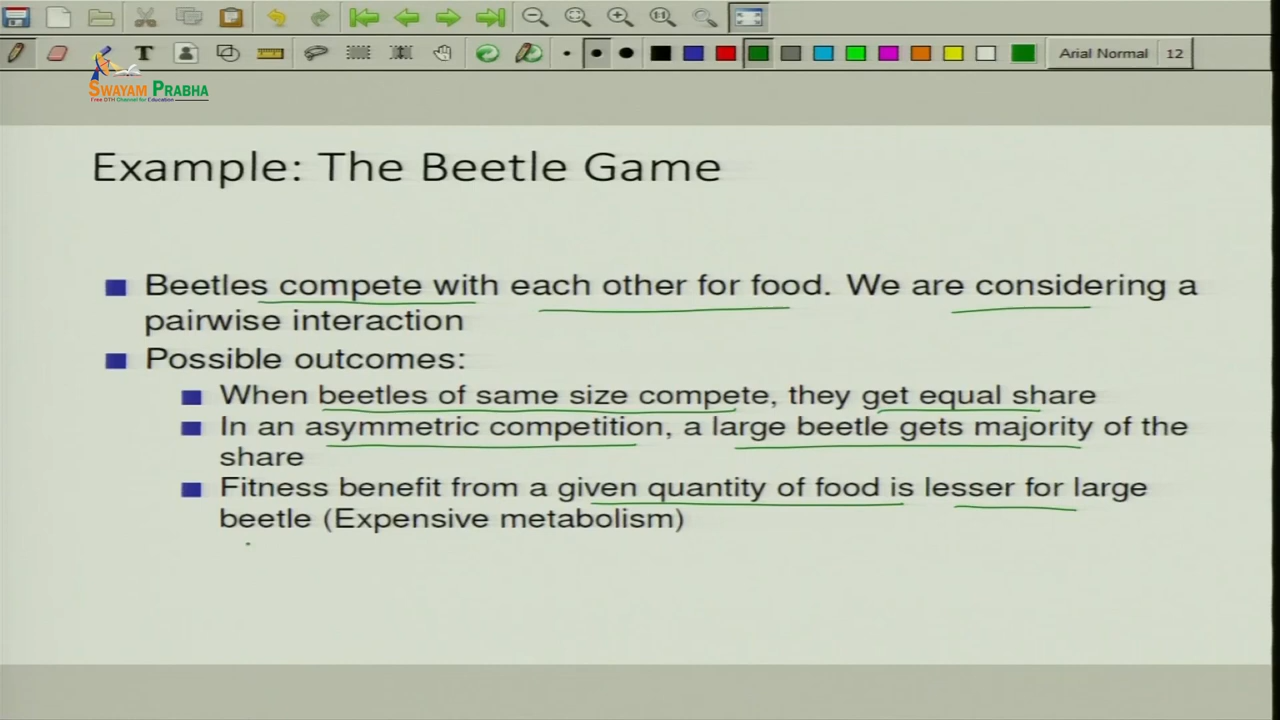 Arial Normal 12
SWAYAM PRABHA
Free DTH Channel for Education
Example: The Beetle Game
Beetles compete with each other for food. We are considering a
pairwise interaction
Possible outcomes:
When beetles of same size compete, they get equal share
In an asymmetric competition, a large beetle gets majority of the
share
Fitness benefit from a given quantity of food is lesser for large
beetle (Expensive metabolism)